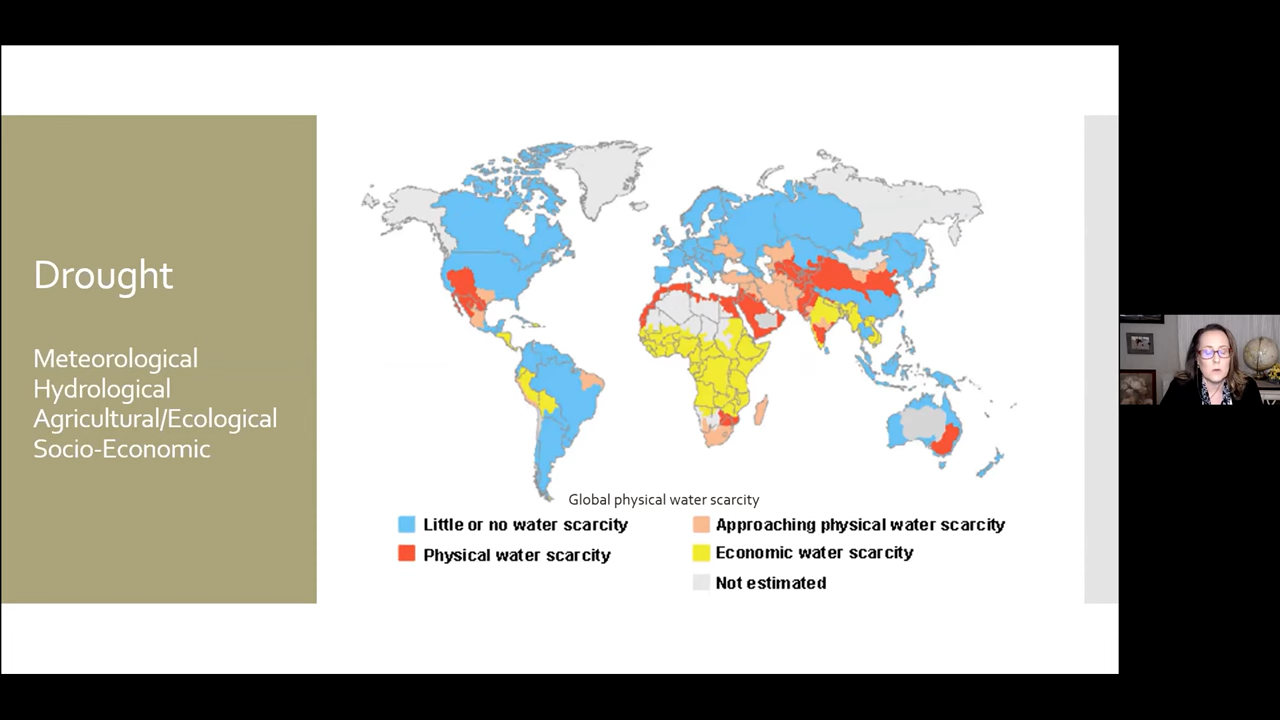 Drought
Meteorological
Hydrological
Agricultural/Ecological
Socio-Economic
Global physical water scarcity
Little or no water scarcity
Physical water scarcity
Approaching physical water scarcity
Economic water scarcity
Not estimated